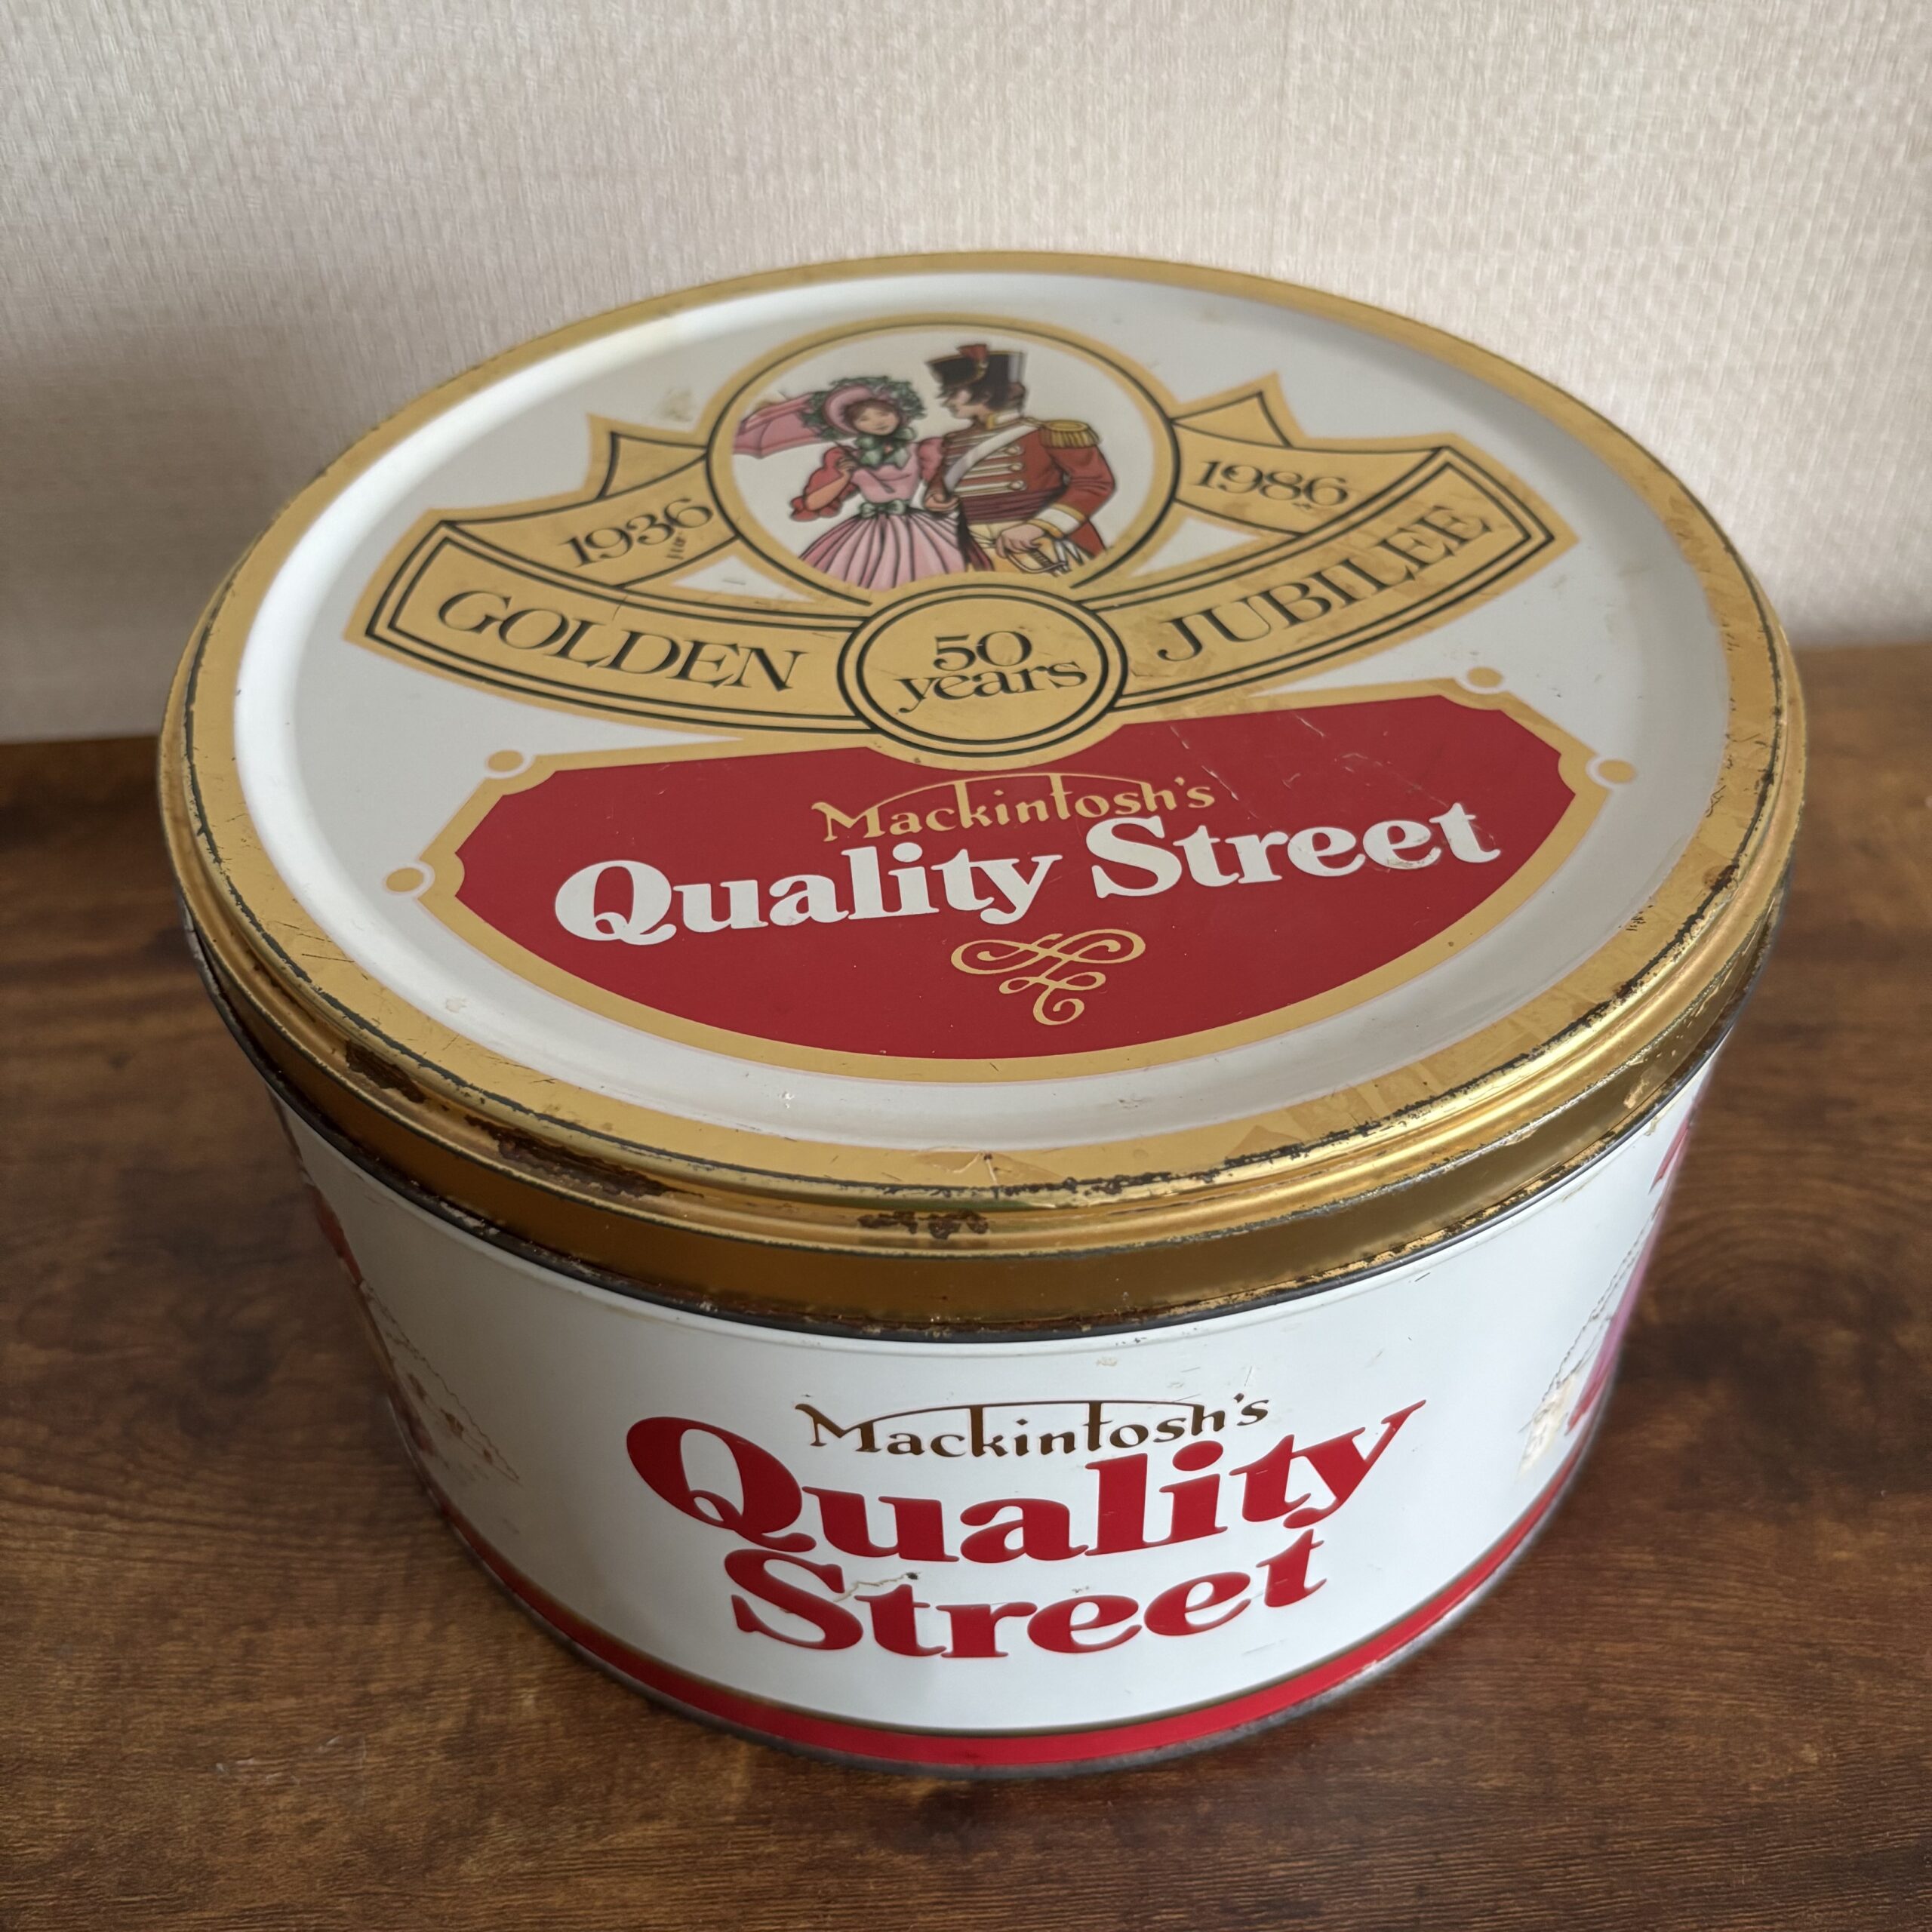 1936
1986
GOLDEN
50
years
JUBILEE
Mackintosh's
Quality Street
Mackintosh's
Quality
Street